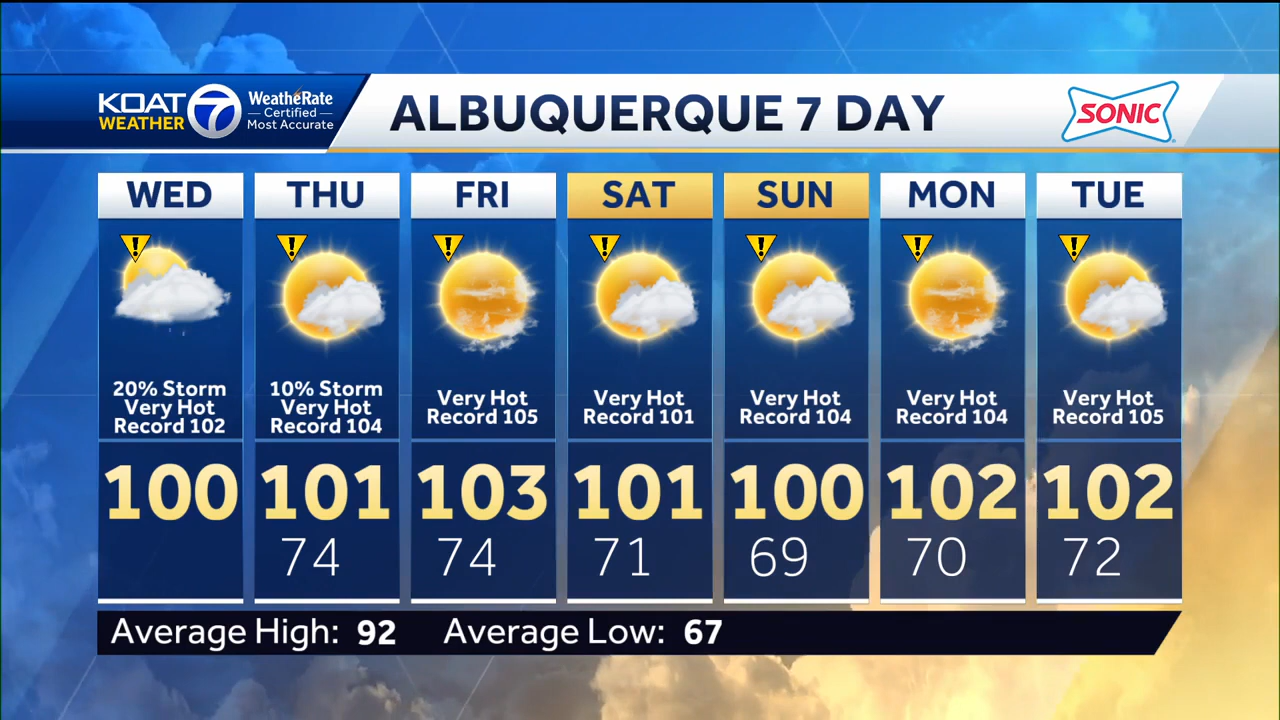 KOAT
WEATHER
7
WeatheRate
Certified
Most Accurate
ALBUQUERQUE 7 DAY
SONIC
WED
THU
FRI
SAT
SUN
MON
TUE
!
!
!
!
!
!
!
20% Storm
Very Hot
Record 102
10% Storm
Very Hot
Record 104
Very Hot
Record 105
Very Hot
Record 101
Very Hot
Record 104
Very Hot
Record 104
Very Hot
Record 105
100
101
103
101
100
102
102
74
74
71
69
70
72
Average High: 92
Average Low: 67